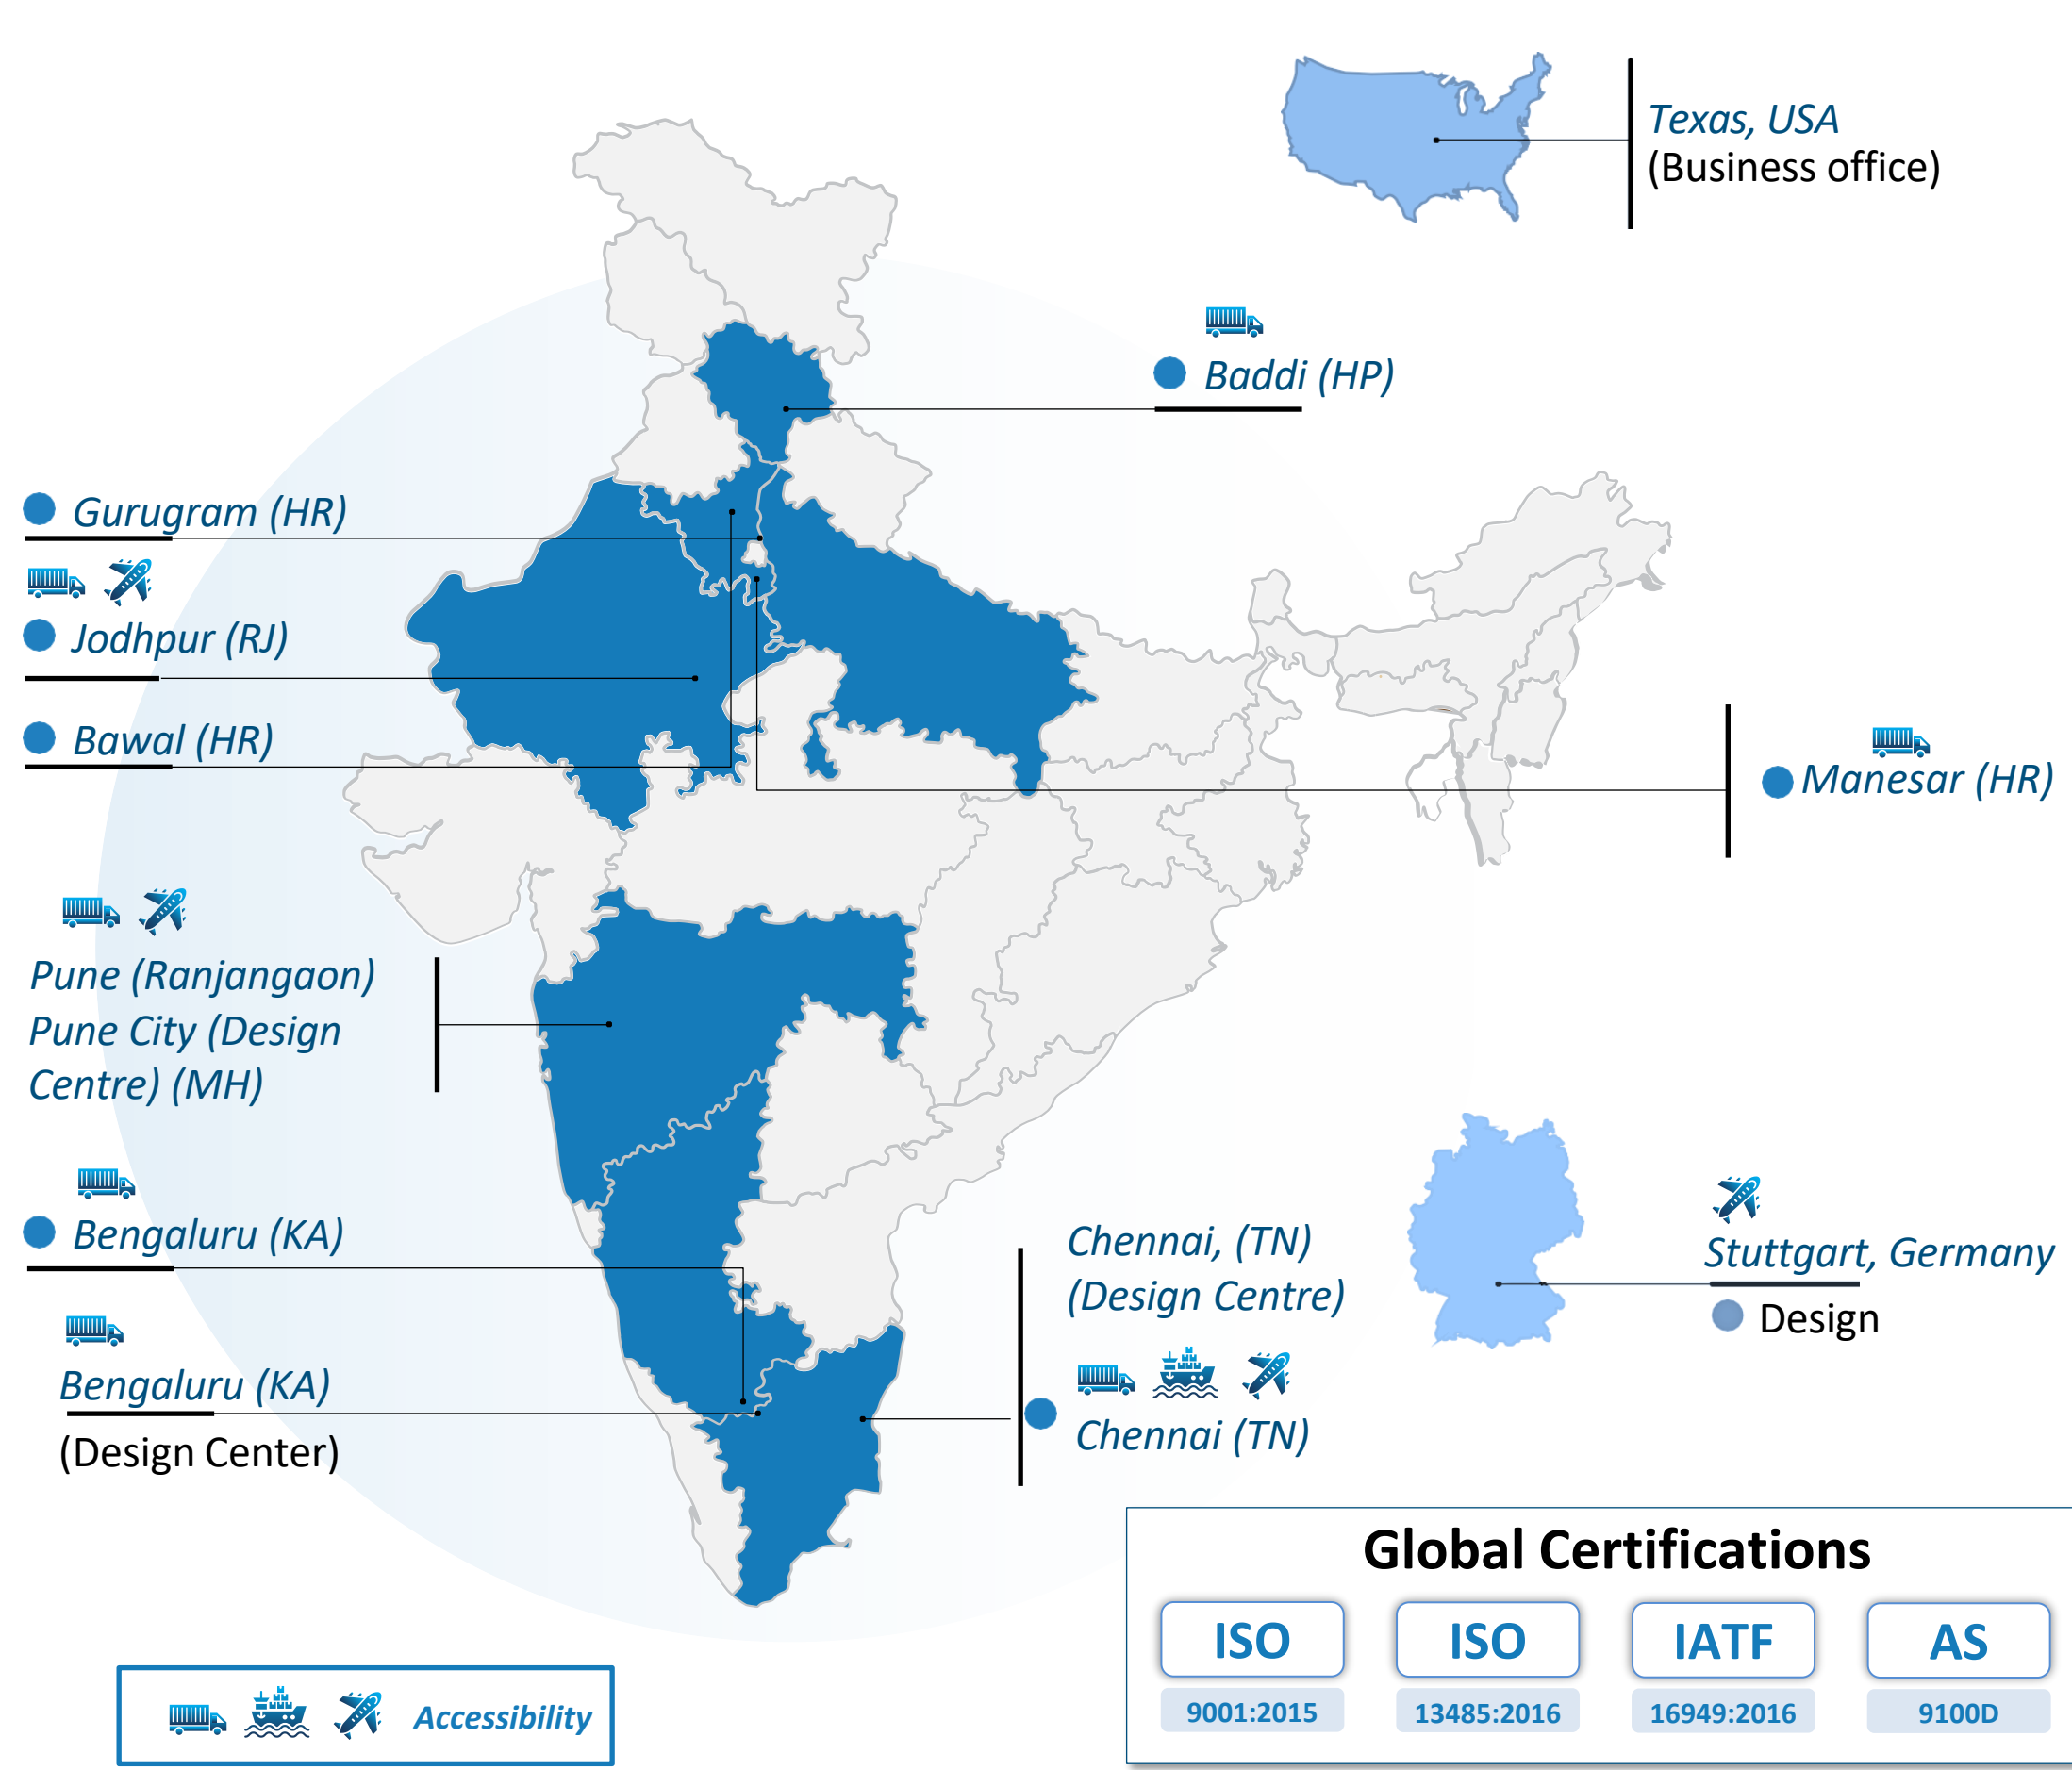 Texas, USA
(Business office)
Baddi (HP)
Gurugram (HR)
Jodhpur (RJ)
Bawal (HR)
Manesar (HR)
Pune (Ranjangaon)
Pune City (Design
Centre) (MH)
Bengaluru (KA)
Bengaluru (KA)
(Design Center)
Chennai, (TN)
(Design Centre)
Chennai (TN)
Stuttgart, Germany
Design
Global Certifications
ISO ISO IATF AS
9001:2015 13485:2016 16949:2016 9100D
Accessibility